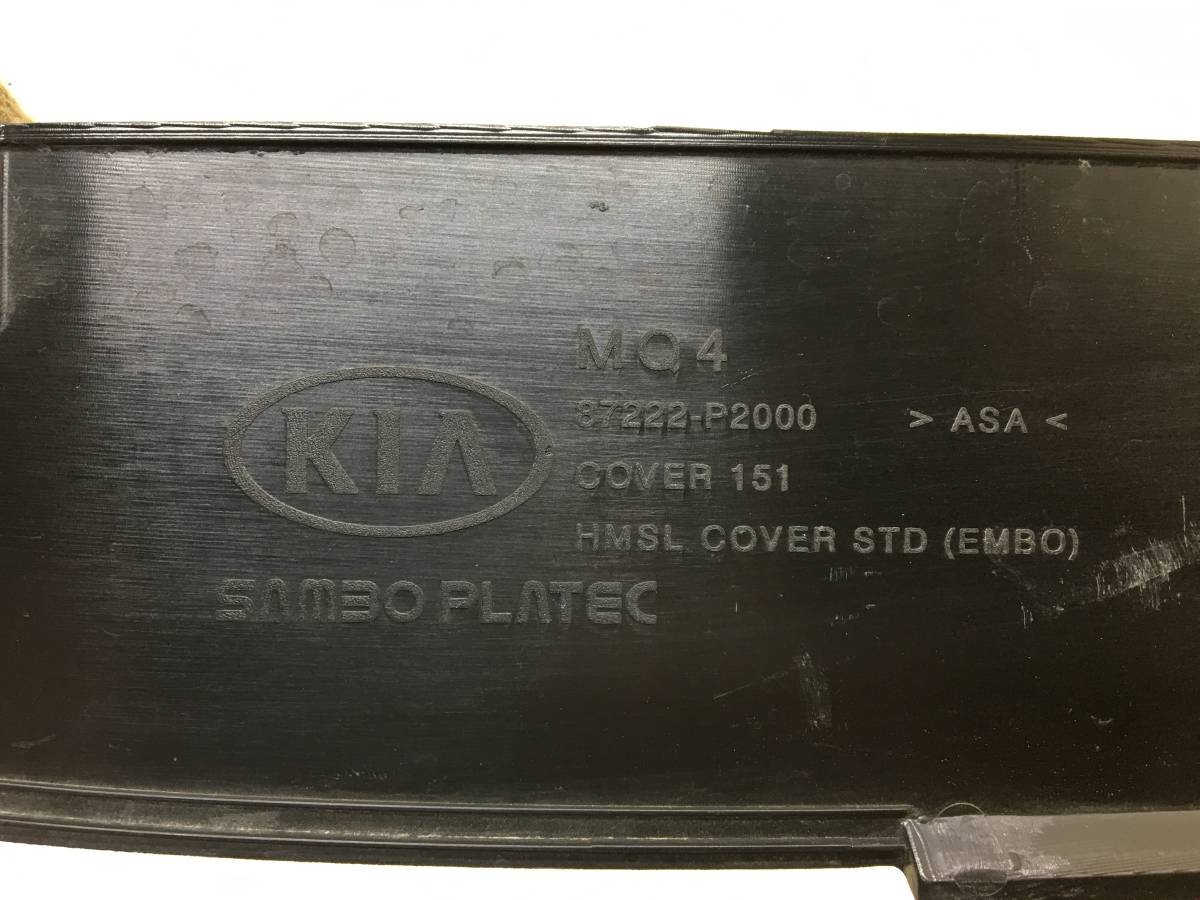 MQ4
KIA
87222-P2000 > ASA <
COVER 151
HMSL COVER STD (EMBO)
SAMBO PLATEC